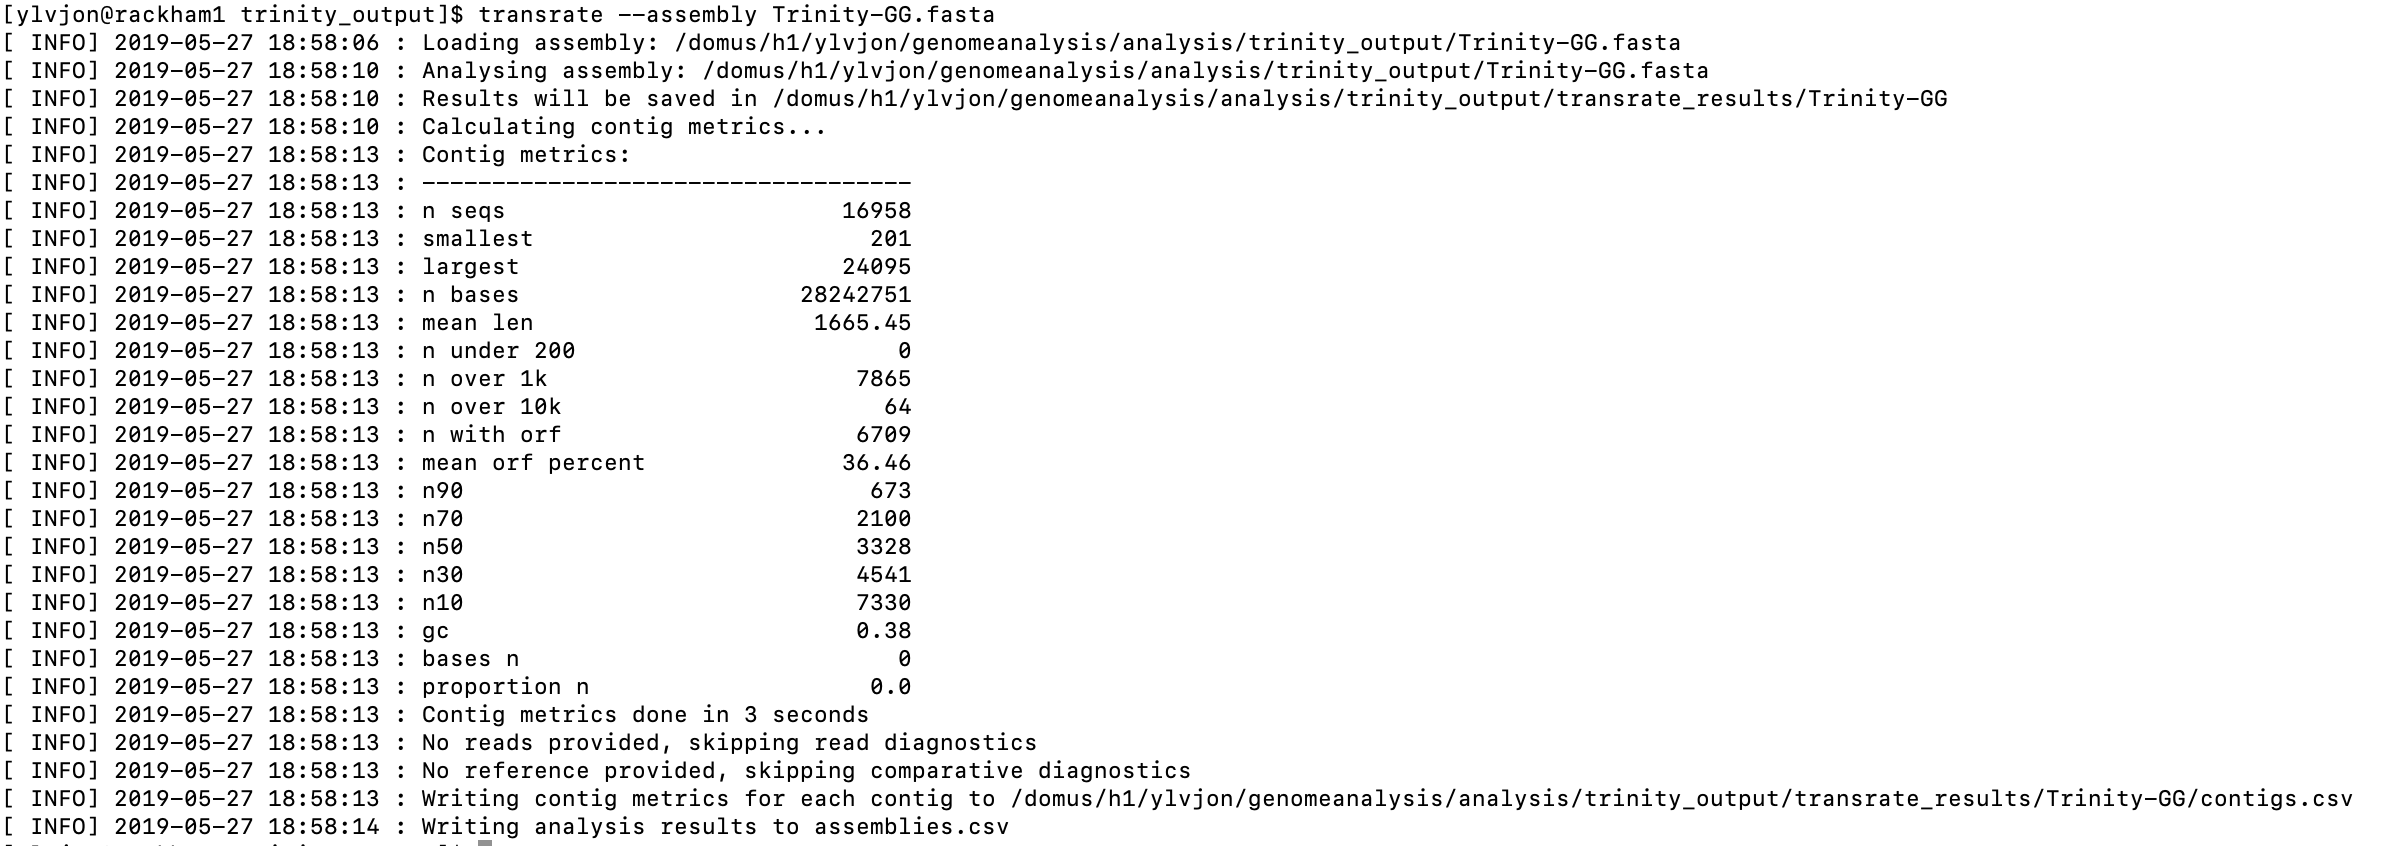 [ylvjon@rackham1 trinity_output]$ transrate --assembly Trinity-GG.fasta
[ INFO] 2019-05-27 18:58:06 : Loading assembly: /domus/h1/ylvjon/genomeanalysis/analysis/trinity_output/Trinity-GG.fasta
[ INFO] 2019-05-27 18:58:10 : Analysing assembly: /domus/h1/ylvjon/genomeanalysis/analysis/trinity_output/Trinity-GG.fasta
[ INFO] 2019-05-27 18:58:10 : Results will be saved in /domus/h1/ylvjon/genomeanalysis/analysis/trinity_output/transrate_results/Trinity-GG
[ INFO] 2019-05-27 18:58:10 : Calculating contig metrics...
[ INFO] 2019-05-27 18:58:13 : Contig metrics:
[ INFO] 2019-05-27 18:58:13 : -----------------------------------
[ INFO] 2019-05-27 18:58:13 : n seqs                        16958
[ INFO] 2019-05-27 18:58:13 : smallest                        201
[ INFO] 2019-05-27 18:58:13 : largest                       24095
[ INFO] 2019-05-27 18:58:13 : n bases                    28242751
[ INFO] 2019-05-27 18:58:13 : mean len                    1665.45
[ INFO] 2019-05-27 18:58:13 : n under 200                       0
[ INFO] 2019-05-27 18:58:13 : n over 1k                      7865
[ INFO] 2019-05-27 18:58:13 : n over 10k                       64
[ INFO] 2019-05-27 18:58:13 : n with orf                     6709
[ INFO] 2019-05-27 18:58:13 : mean orf percent              36.46
[ INFO] 2019-05-27 18:58:13 : n90                             673
[ INFO] 2019-05-27 18:58:13 : n70                            2100
[ INFO] 2019-05-27 18:58:13 : n50                            3328
[ INFO] 2019-05-27 18:58:13 : n30                            4541
[ INFO] 2019-05-27 18:58:13 : n10                            7330
[ INFO] 2019-05-27 18:58:13 : gc                             0.38
[ INFO] 2019-05-27 18:58:13 : bases n                           0
[ INFO] 2019-05-27 18:58:13 : proportion n                    0.0
[ INFO] 2019-05-27 18:58:13 : Contig metrics done in 3 seconds
[ INFO] 2019-05-27 18:58:13 : No reads provided, skipping read diagnostics
[ INFO] 2019-05-27 18:58:13 : No reference provided, skipping comparative diagnostics
[ INFO] 2019-05-27 18:58:13 : Writing contig metrics for each contig to /domus/h1/ylvjon/genomeanalysis/analysis/trinity_output/transrate_results/Trinity-GG/contigs.csv
[ INFO] 2019-05-27 18:58:14 : Writing analysis results to assemblies.csv